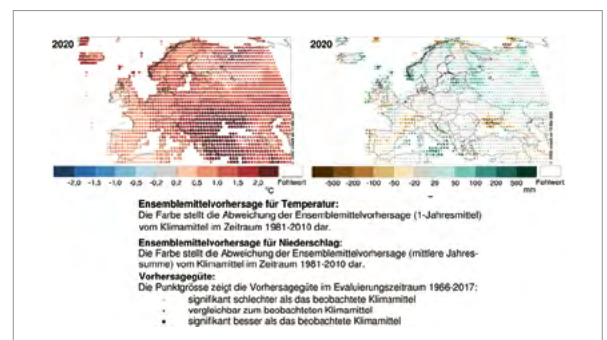 2020
2020
-2,0 -1,5 -1,0 -0,5 -0,2 0,2 0,5 1,0 1,5 2,0 Fehlwert
°C
-500 -200 -100 -50 -20 20 50 100 200 500 Fehlwert
mm
Ensemblemittelvorhersage für Temperatur:
Die Farbe stellt die Abweichung der Ensemblemittelvorhersage (1-Jahresmittel)
vom Klimamittel im Zeitraum 1981-2010 dar.
Ensemblemittelvorhersage für Niederschlag:
Die Farbe stellt die Abweichung der Ensemblemittelvorhersage (mittlere Jahres-
summe) vom Klimamittel im Zeitraum 1981-2010 dar.
Vorhersagegüte:
Die Punktgrösse zeigt die Vorhersagegüte im Evaluierungszeitraum 1966-2017:
signifikant schlechter als das beobachtete Klimamittel
vergleichbar zum beobachteten Klimamittel
signifikant besser als das beobachtete Klimamittel